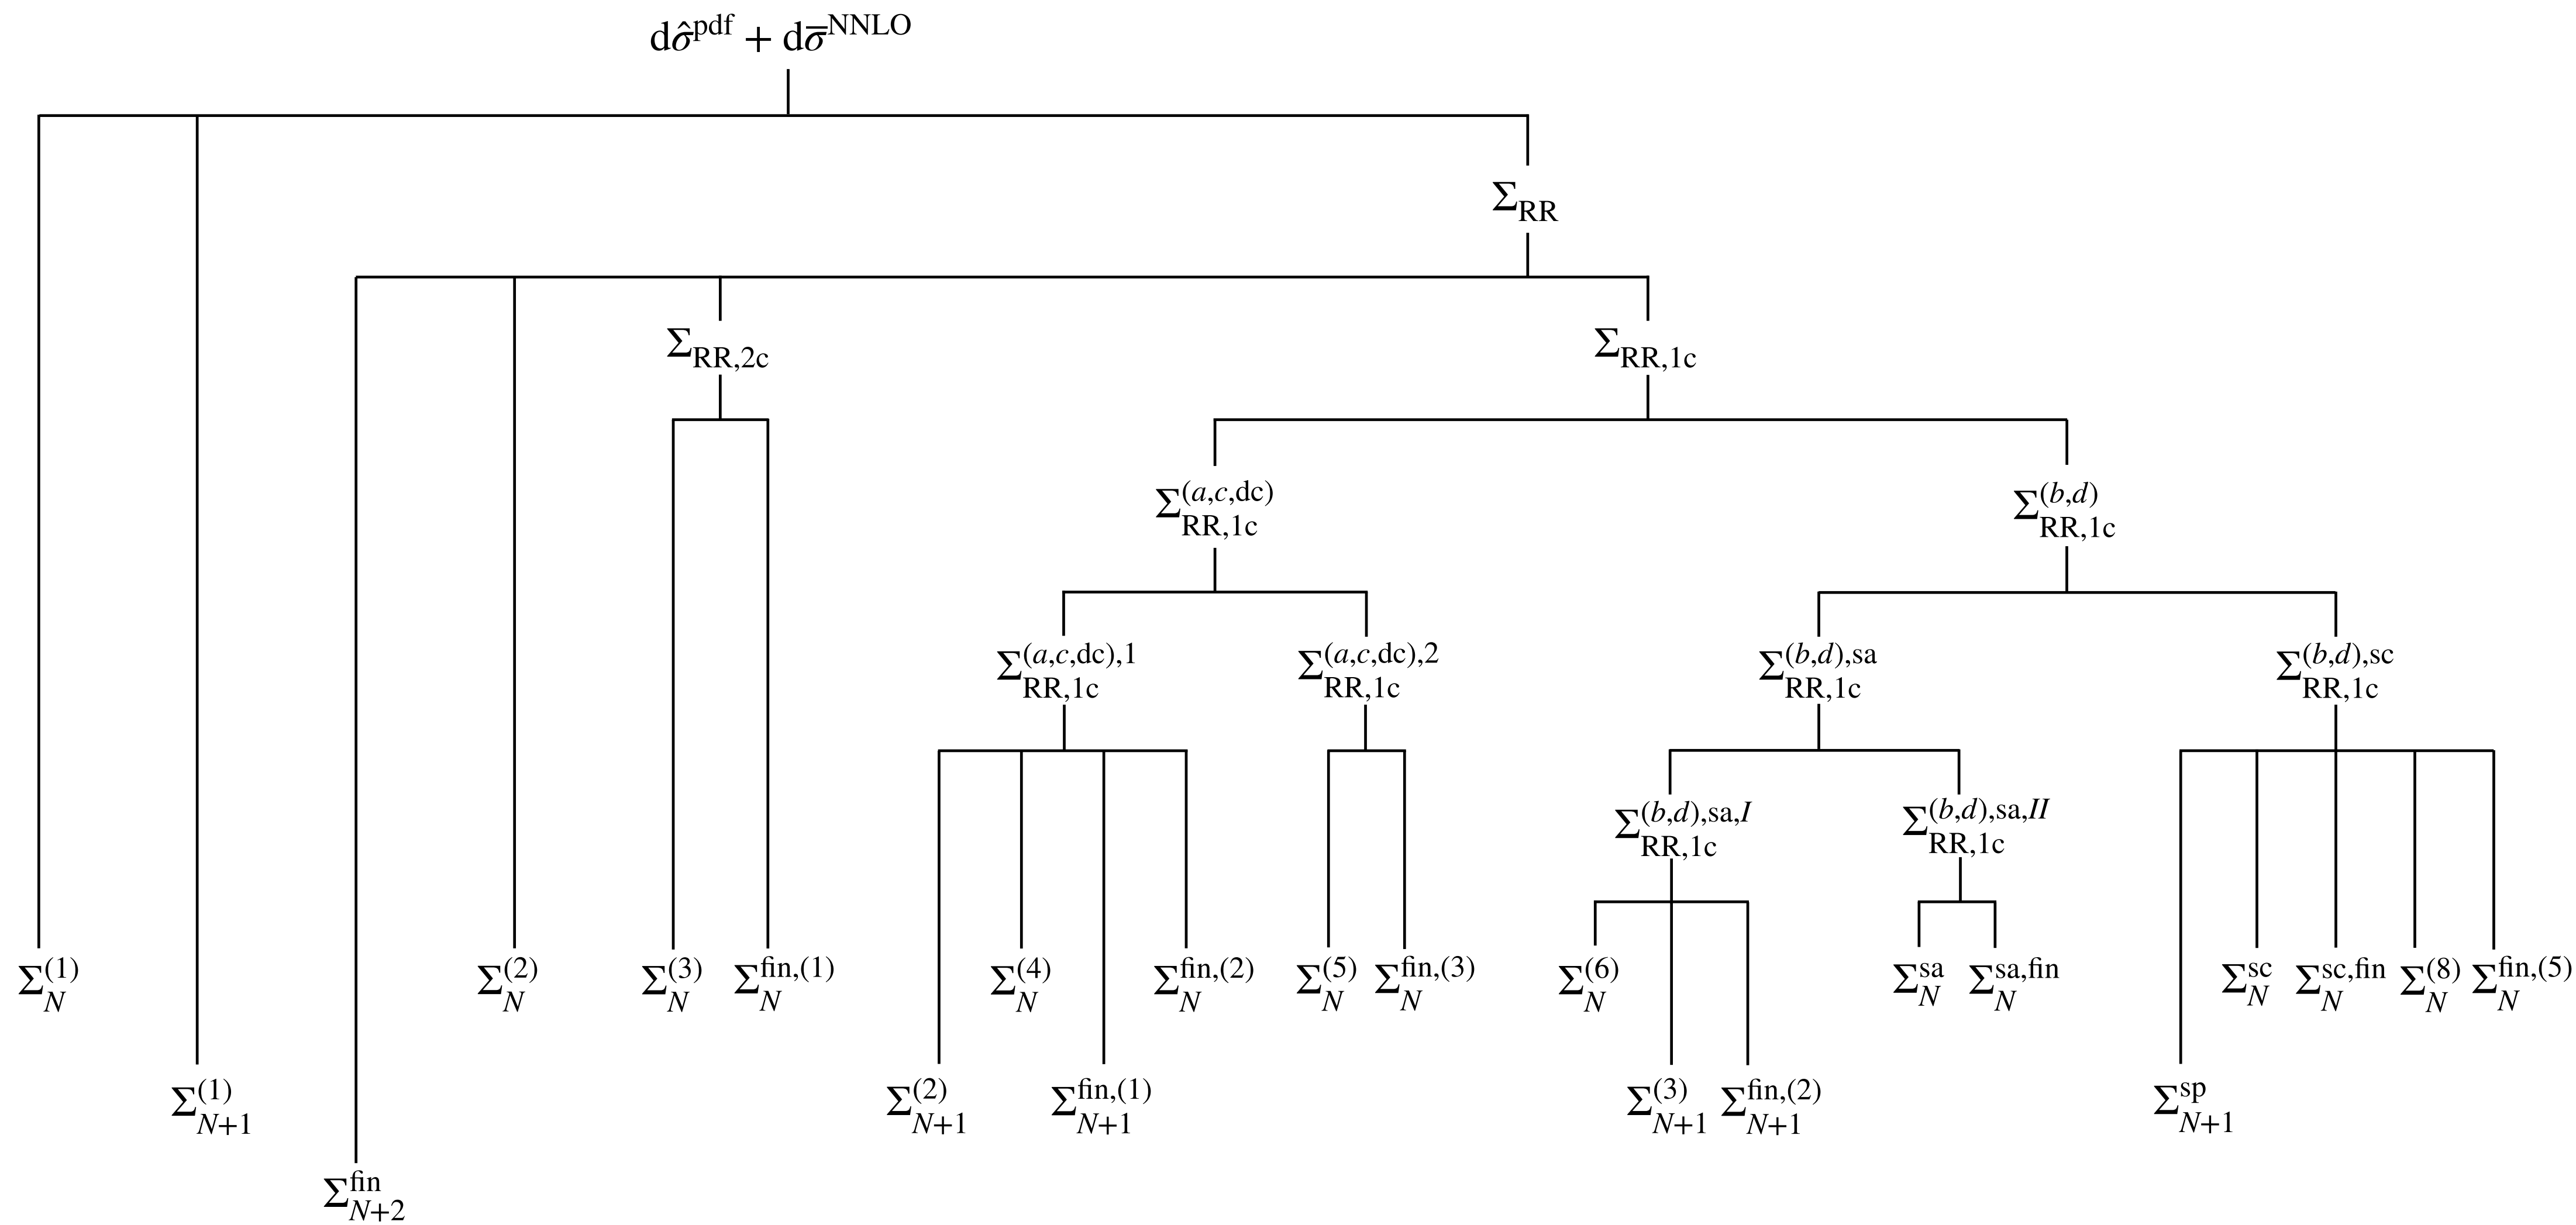 dσ̂^pdf + dσ̅^NNLO
Σ_RR
Σ_RR,2c Σ_RR,1c
Σ_RR,1c^(a,c,dc) Σ_RR,1c^(b,d)
Σ_RR,1c^(a,c,dc),1 Σ_RR,1c^(a,c,dc),2 Σ_RR,1c^(b,d),sa Σ_RR,1c^(b,d),sc
Σ_RR,1c^(b,d),sa,I Σ_RR,1c^(b,d),sa,II
Σ_N^(1) Σ_N^(2) Σ_N^(3) Σ_N^fin,(1) Σ_N^(4) Σ_N^fin,(2) Σ_N^(5) Σ_N^fin,(3) Σ_N^(6) Σ_N^sa Σ_N^sa,fin Σ_N^sc Σ_N^sc,fin Σ_N^(8) Σ_N^fin,(5)
Σ_N+1^(1) Σ_N+1^(2) Σ_N+1^fin,(1) Σ_N+1^(3) Σ_N+1^fin,(2) Σ_N+1^sp
Σ_N+2^fin